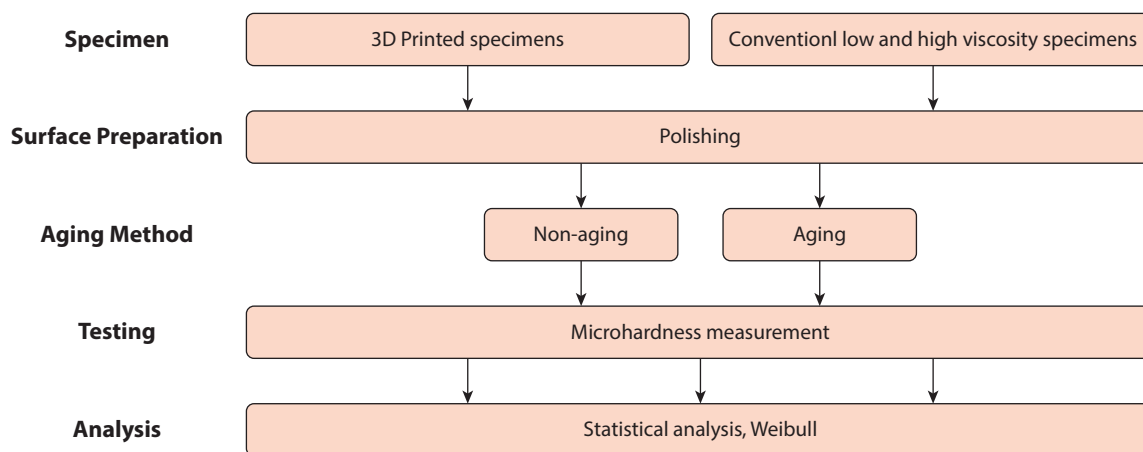 Specimen
3D Printed specimens
Conventionl low and high viscosity specimens
Surface Preparation
Polishing
Aging Method
Non-aging
Aging
Testing
Microhardness measurement
Analysis
Statistical analysis, Weibull